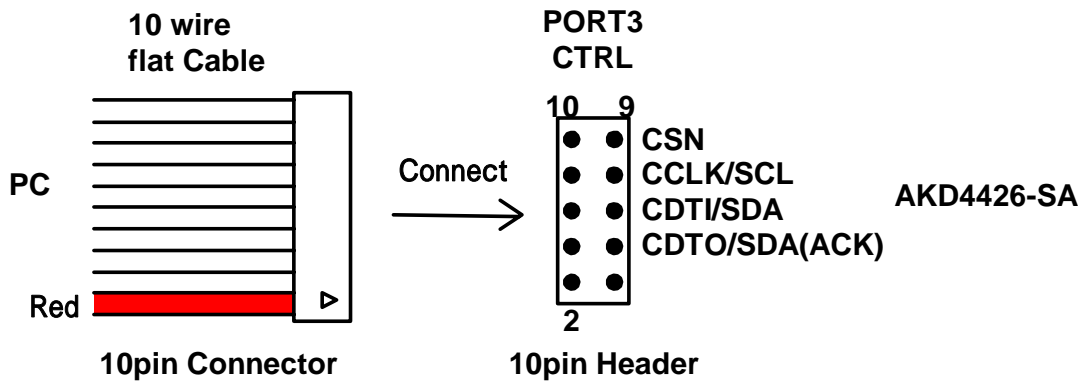 10 wire
flat Cable
PC
Red
10pin Connector
Connect
PORT3
CTRL
10 9
CSN
CCLK/SCL
CDTI/SDA
CDTO/SDA(ACK)
2
10pin Header
AKD4426-SA